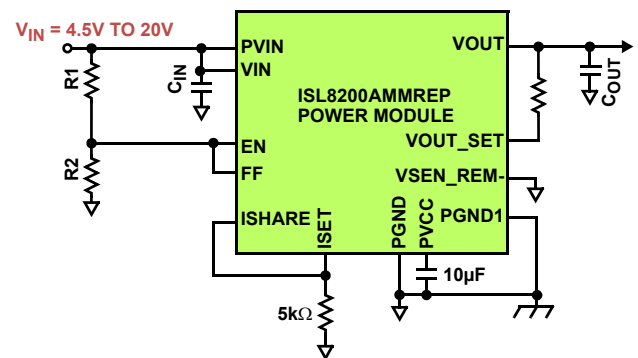 VIN = 4.5V TO 20V
PVIN
VOUT
R1
CIN
VIN
COUT
ISL8200AMMREP
POWER MODULE
VOUT_SET
EN
R2
FF
VSEN_REM-
ISHARE
ISET
PGND
PVCC
PGND1
10µF
5kΩ